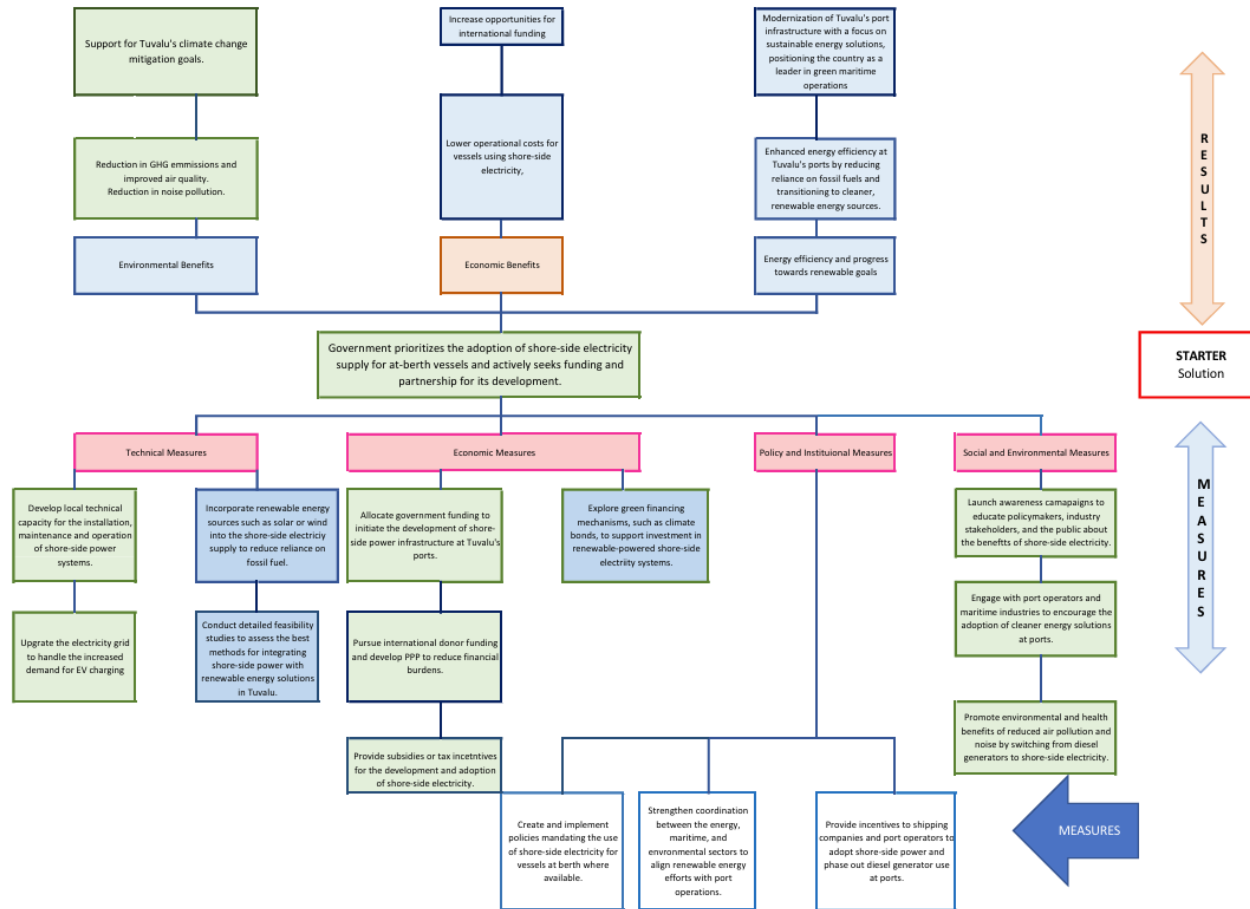 Support for Tuvalu's climate change
mitigation goals.
Increase opportunities for
international funding
Modernization of Tuvalu's port
infrastructure with a focus on
sustainable energy solutions,
positioning the country as a
leader in green maritime
operations
Reduction in GHG emmissions and
improved air quality.
Reduction in noise pollution.
Lower operational costs for
vessels using shore-side
electricity,
Enhanced energy efficiency at
Tuvalu's ports by reducing
reliance on fossil fuels and
transitioning to cleaner,
renewable energy sources.
RESULTS
Environmental Benefits
Economic Benefits
Energy efficiency and progress
towards renewable goals
Government prioritizes the adoption of shore-side electricity
supply for at-berth vessels and actively seeks funding and
partnership for its development.
STARTER
Solution
Technical Measures
Economic Measures
Policy and Instituional Measures
Social and Environmental Measures
MEASURES
Develop local technical
capacity for the installation,
maintenance and operation
of shore-side power
systems.
Incorporate renewable energy
sources such as solar or wind
into the shore-side electriciy
supply to reduce reliance on
fossil fuel.
Allocate government funding to
initiate the development of shore-
side power infrastructure at Tuvalu's
ports.
Explore green financing
mechanisms, such as climate
bonds, to support investment in
renewable-powered shore-side
electriity systems.
Launch awareness camapaigns to
educate policymakers, industry
stakeholders, and the public about
the beneftts of shore-side electricity.
Upgrate the electricity grid
to handle the increased
demand for EV charging
Conduct detailed feasibility
studies to assess the best
methods for integrating
shore-side power with
renewable energy solutions
in Tuvalu.
Pursue international donor funding
and develop PPP to reduce financial
burdens.
Engage with port operators and
maritime industries to encourage the
adoption of cleaner energy solutions
at ports.
Provide subsidies or tax incetntives
for the development and adoption
of shore-side electricity.
Promote environmental and health
benefits of reduced air pollution and
noise by switching from diesel
generators to shore-side electricity.
Create and implement
policies mandating the use
of shore-side electricity for
vessels at berth where
available.
Strengthen coordination
between the energy,
maritime, and
envronmental sectors to
align renewable energy
efforts with port
operations.
Provide incentives to shipping
companies and port operators to
adopt shore-side power and
phase out diesel generator use at
ports.
MEASURES